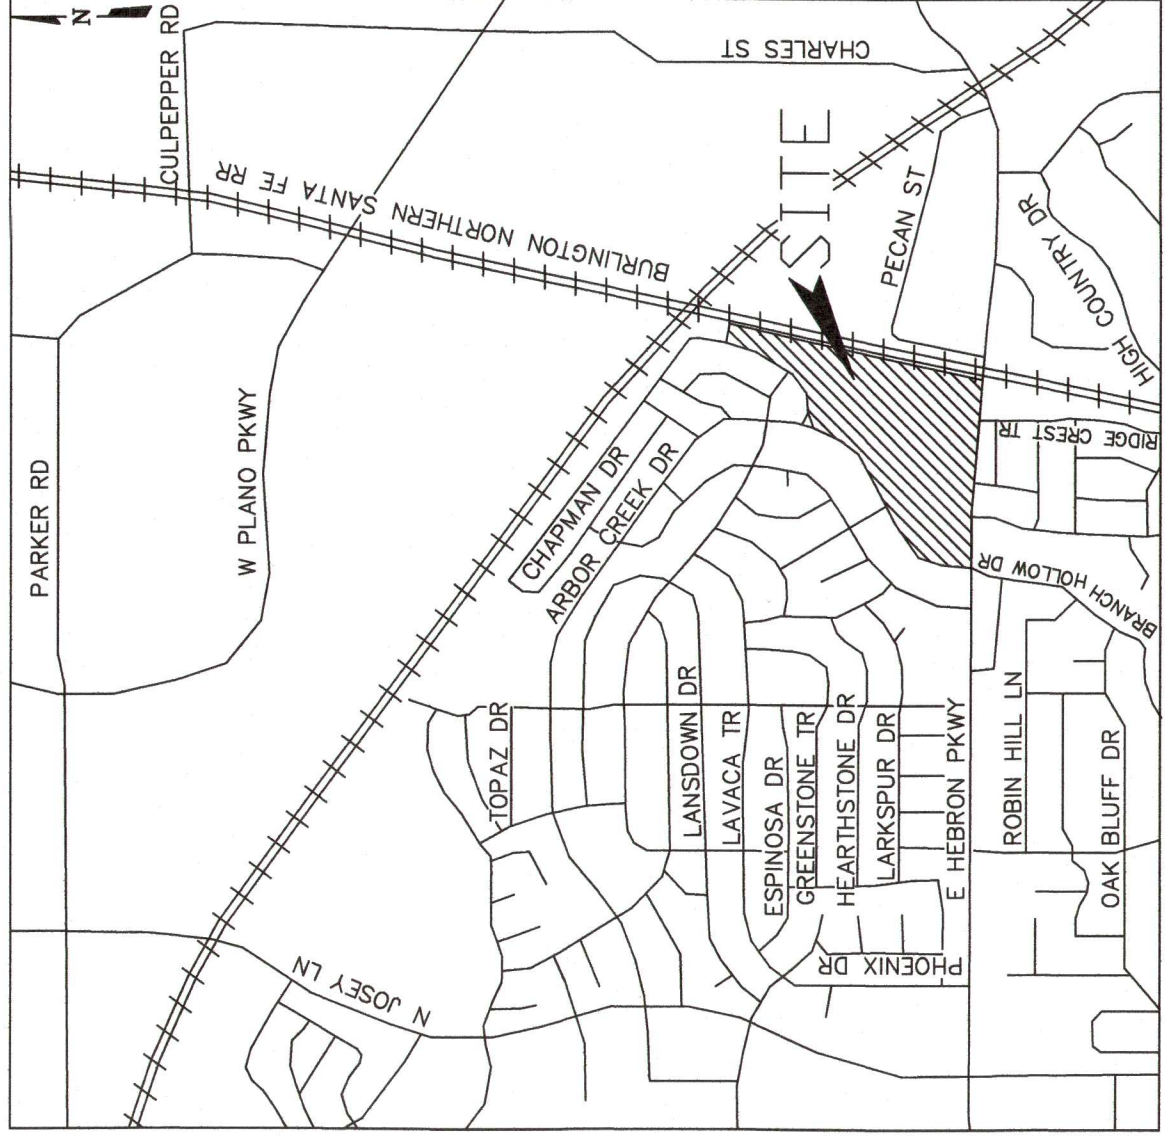 N
CULPEPPER RD
BURLINGTON NORTHERN SANTA FE RR
CHARLES ST
SITE
PECAN ST
HIGH COUNTRY DR
PARKER RD
W PLANO PKWY
CHAPMAN DR
ARBOR CREEK DR
RIDGE CREST TR
BRANCH HOLLOW DR
TOPAZ DR
LANSDOWN DR
LAVACA TR
ESPINOSA DR
GREENSTONE TR
HEARTHSTONE DR
LARKSPUR DR
E HEBRON PKWY
ROBIN HILL LN
OAK BLUFF DR
N JOSEY LN
PHOENIX DR